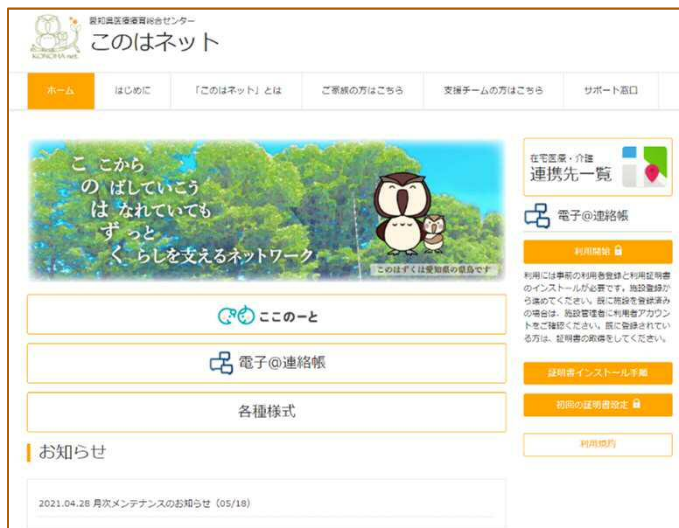 愛知県医療療育総合センター
このはネット
KONOHA net
ホーム
はじめに
「このはネット」とは
ご家族の方はこちら
支援チームの方はこちら
サポート窓口
こ こから
の ばしていこう
は なれていても
ず っと
く らしを支えるネットワーク
このはずくは愛知県の県鳥です
ここのーと
電子@連絡帳
各種様式
お知らせ
2021.04.28 月次メンテナンスのお知らせ（05/18）
在宅医療・介護
連携先一覧
電子@連絡帳
利用開始
利用には事前の利用者登録と利用証明書
のインストールが必要です。施設登録か
ら進めてください。既に施設を登録済み
の場合は、施設管理者に利用者アカウン
トをご確認ください。既に登録されてい
る方は、証明書の取得をしてください。
証明書インストール手順
初回の証明書設定
利用規約